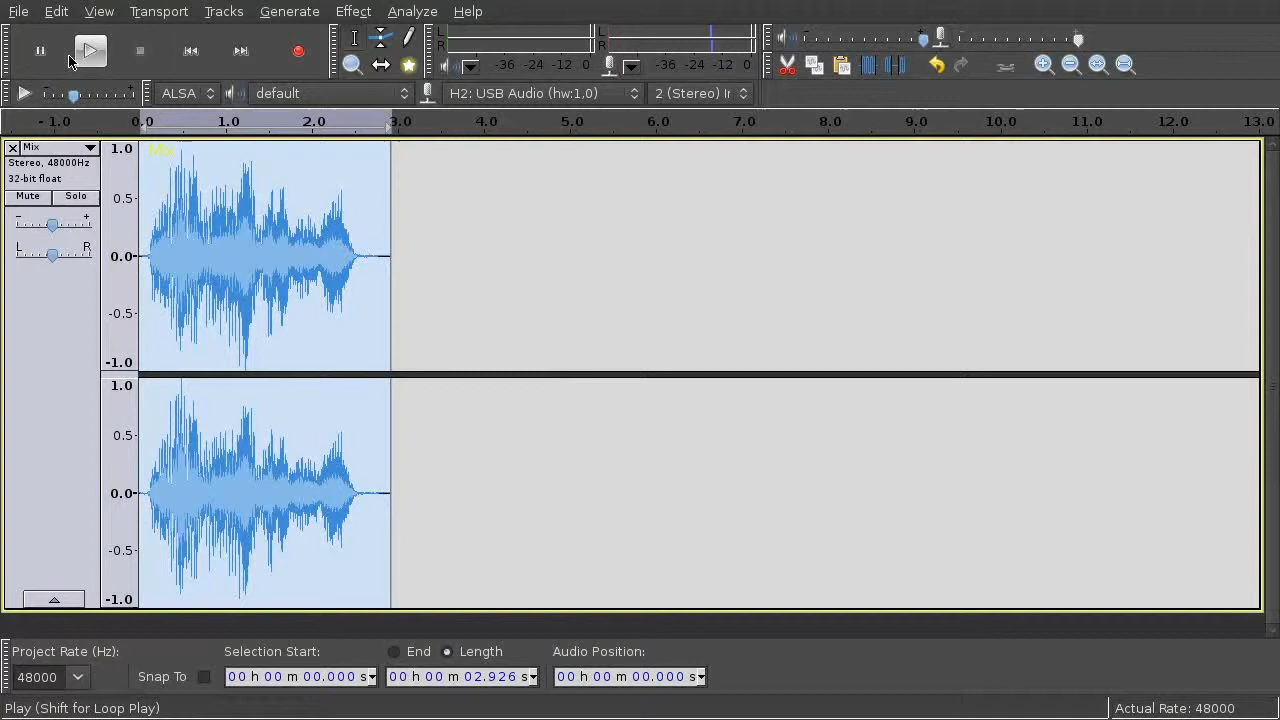 File Edit View Transport Tracks Generate Effect Analyze Help
L R -36 -24 -12 0 L R -36 -24 -12 0
ALSA default H2: USB Audio (hw:1,0) 2 (Stereo) Ir
- 1.0 0.0 1.0 2.0 3.0 4.0 5.0 6.0 7.0 8.0 9.0 10.0 11.0 12.0 13.0
Mix
Stereo, 48000Hz
32-bit float
Mute Solo
- +
L R
Mix
1.0
0.5-
0.0-
-0.5-
-1.0
1.0
0.5-
0.0-
-0.5-
-1.0
Project Rate (Hz): Selection Start: End Length Audio Position:
48000 Snap To 00 h 00 m 00.000 s 00 h 00 m 02.926 s 00 h 00 m 00.000 s
Play (Shift for Loop Play) Actual Rate: 48000